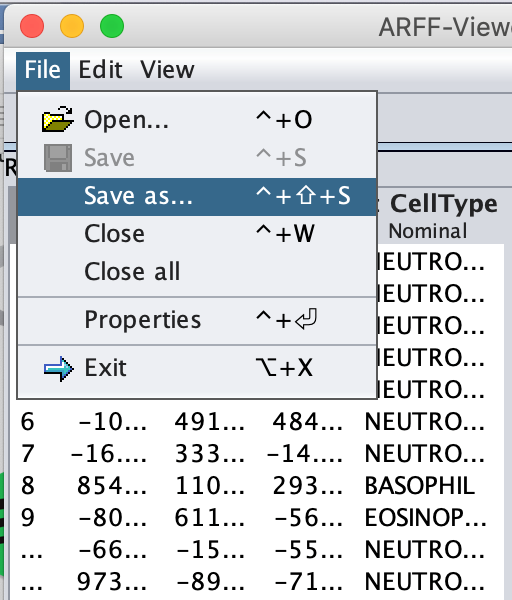 ARFF-Viewe
File Edit View
Open... ^+O
Save ^+S
Save as... ^+⇧+S
Close ^+W
Close all
Properties ^+⏎
Exit ⌥+X
R
: CellType
Nominal
NEUTRO...
NEUTRO...
NEUTRO...
NEUTRO...
NEUTRO...
6 -10... 491... 484... NEUTRO...
7 -16.... 333... -14.... NEUTRO...
8 854... 110... 293... BASOPHIL
9 -80... 611... -56... EOSINOP...
... -66... -15... -55... NEUTRO...
... 973... -89... -71... NEUTRO...